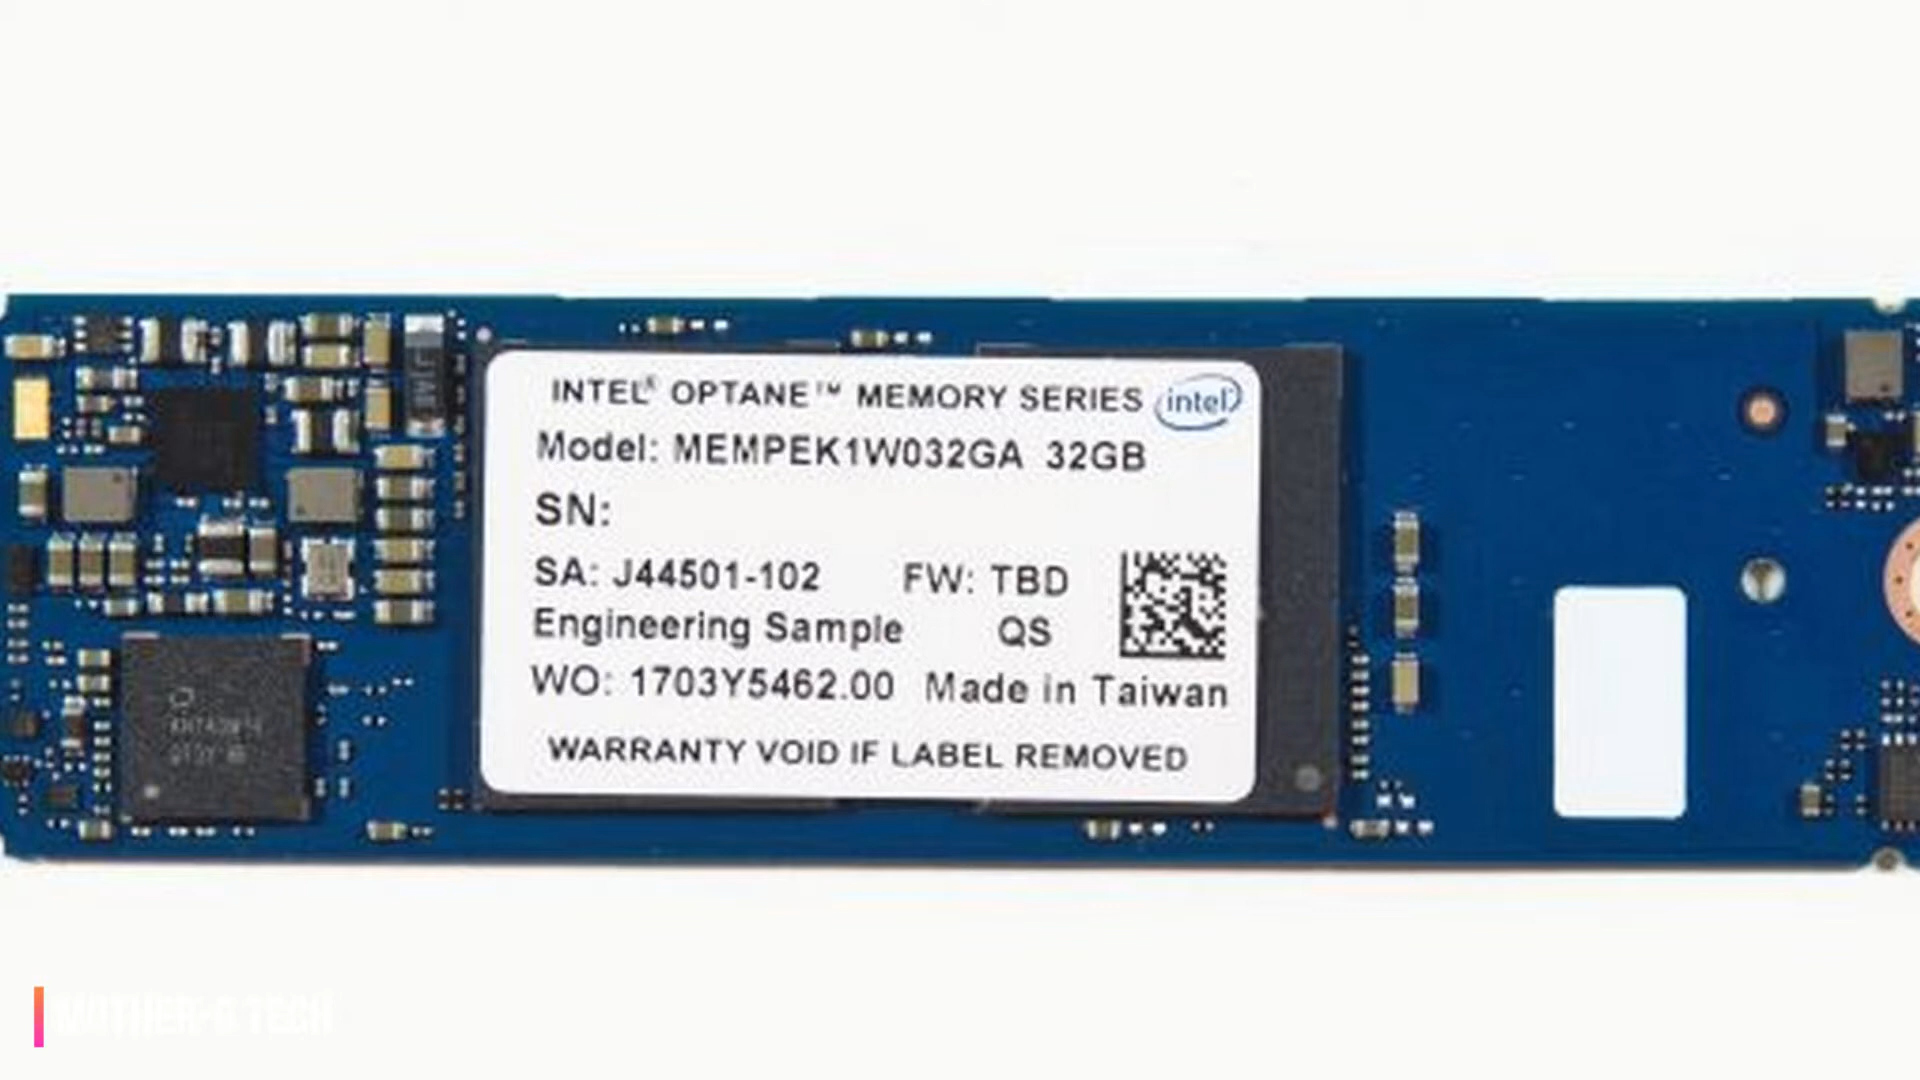 INTEL® OPTANE™ MEMORY SERIES intel
Model: MEMPEK1W032GA 32GB
SN:
SA: J44501-102 FW: TBD
Engineering Sample QS
WO: 1703Y5462.00 Made in Taiwan
WARRANTY VOID IF LABEL REMOVED
TECH